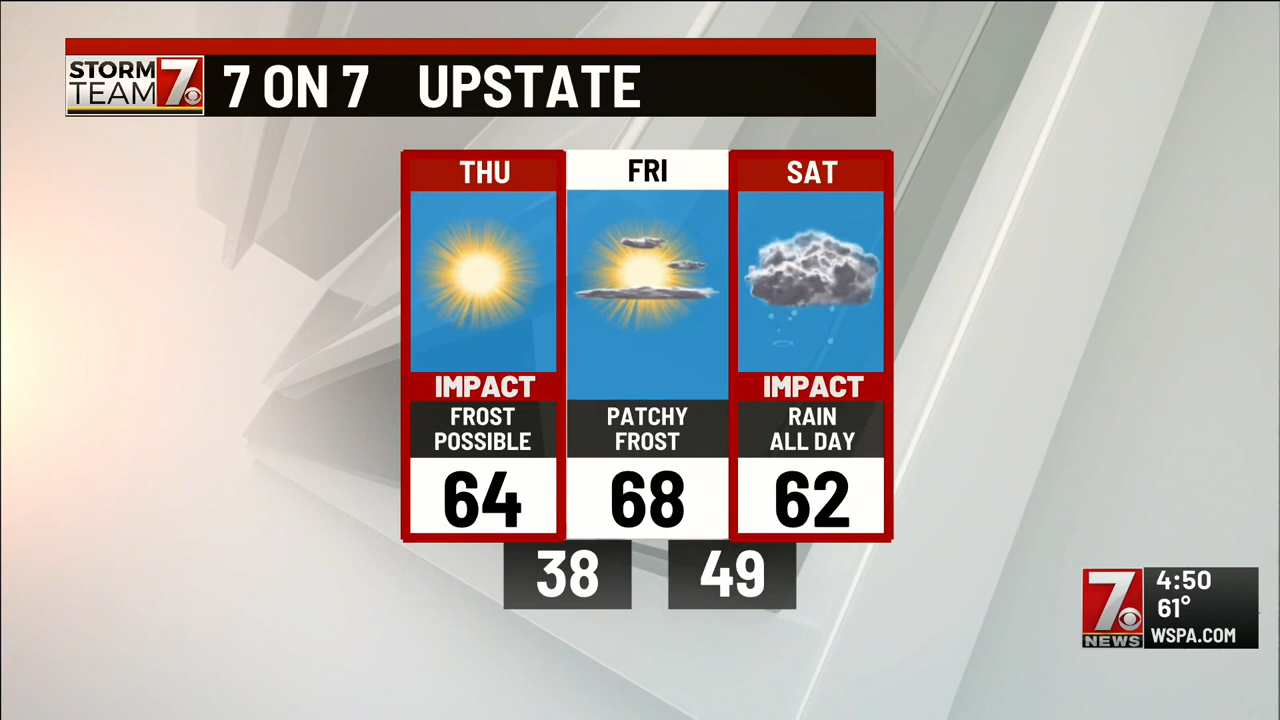 STORM
TEAM 7
7 ON 7 UPSTATE
THU
IMPACT
FROST
POSSIBLE
64
FRI
PATCHY
FROST
68
SAT
IMPACT
RAIN
ALL DAY
62
38
49
7
NEWS
4:50
61°
WSPA.COM